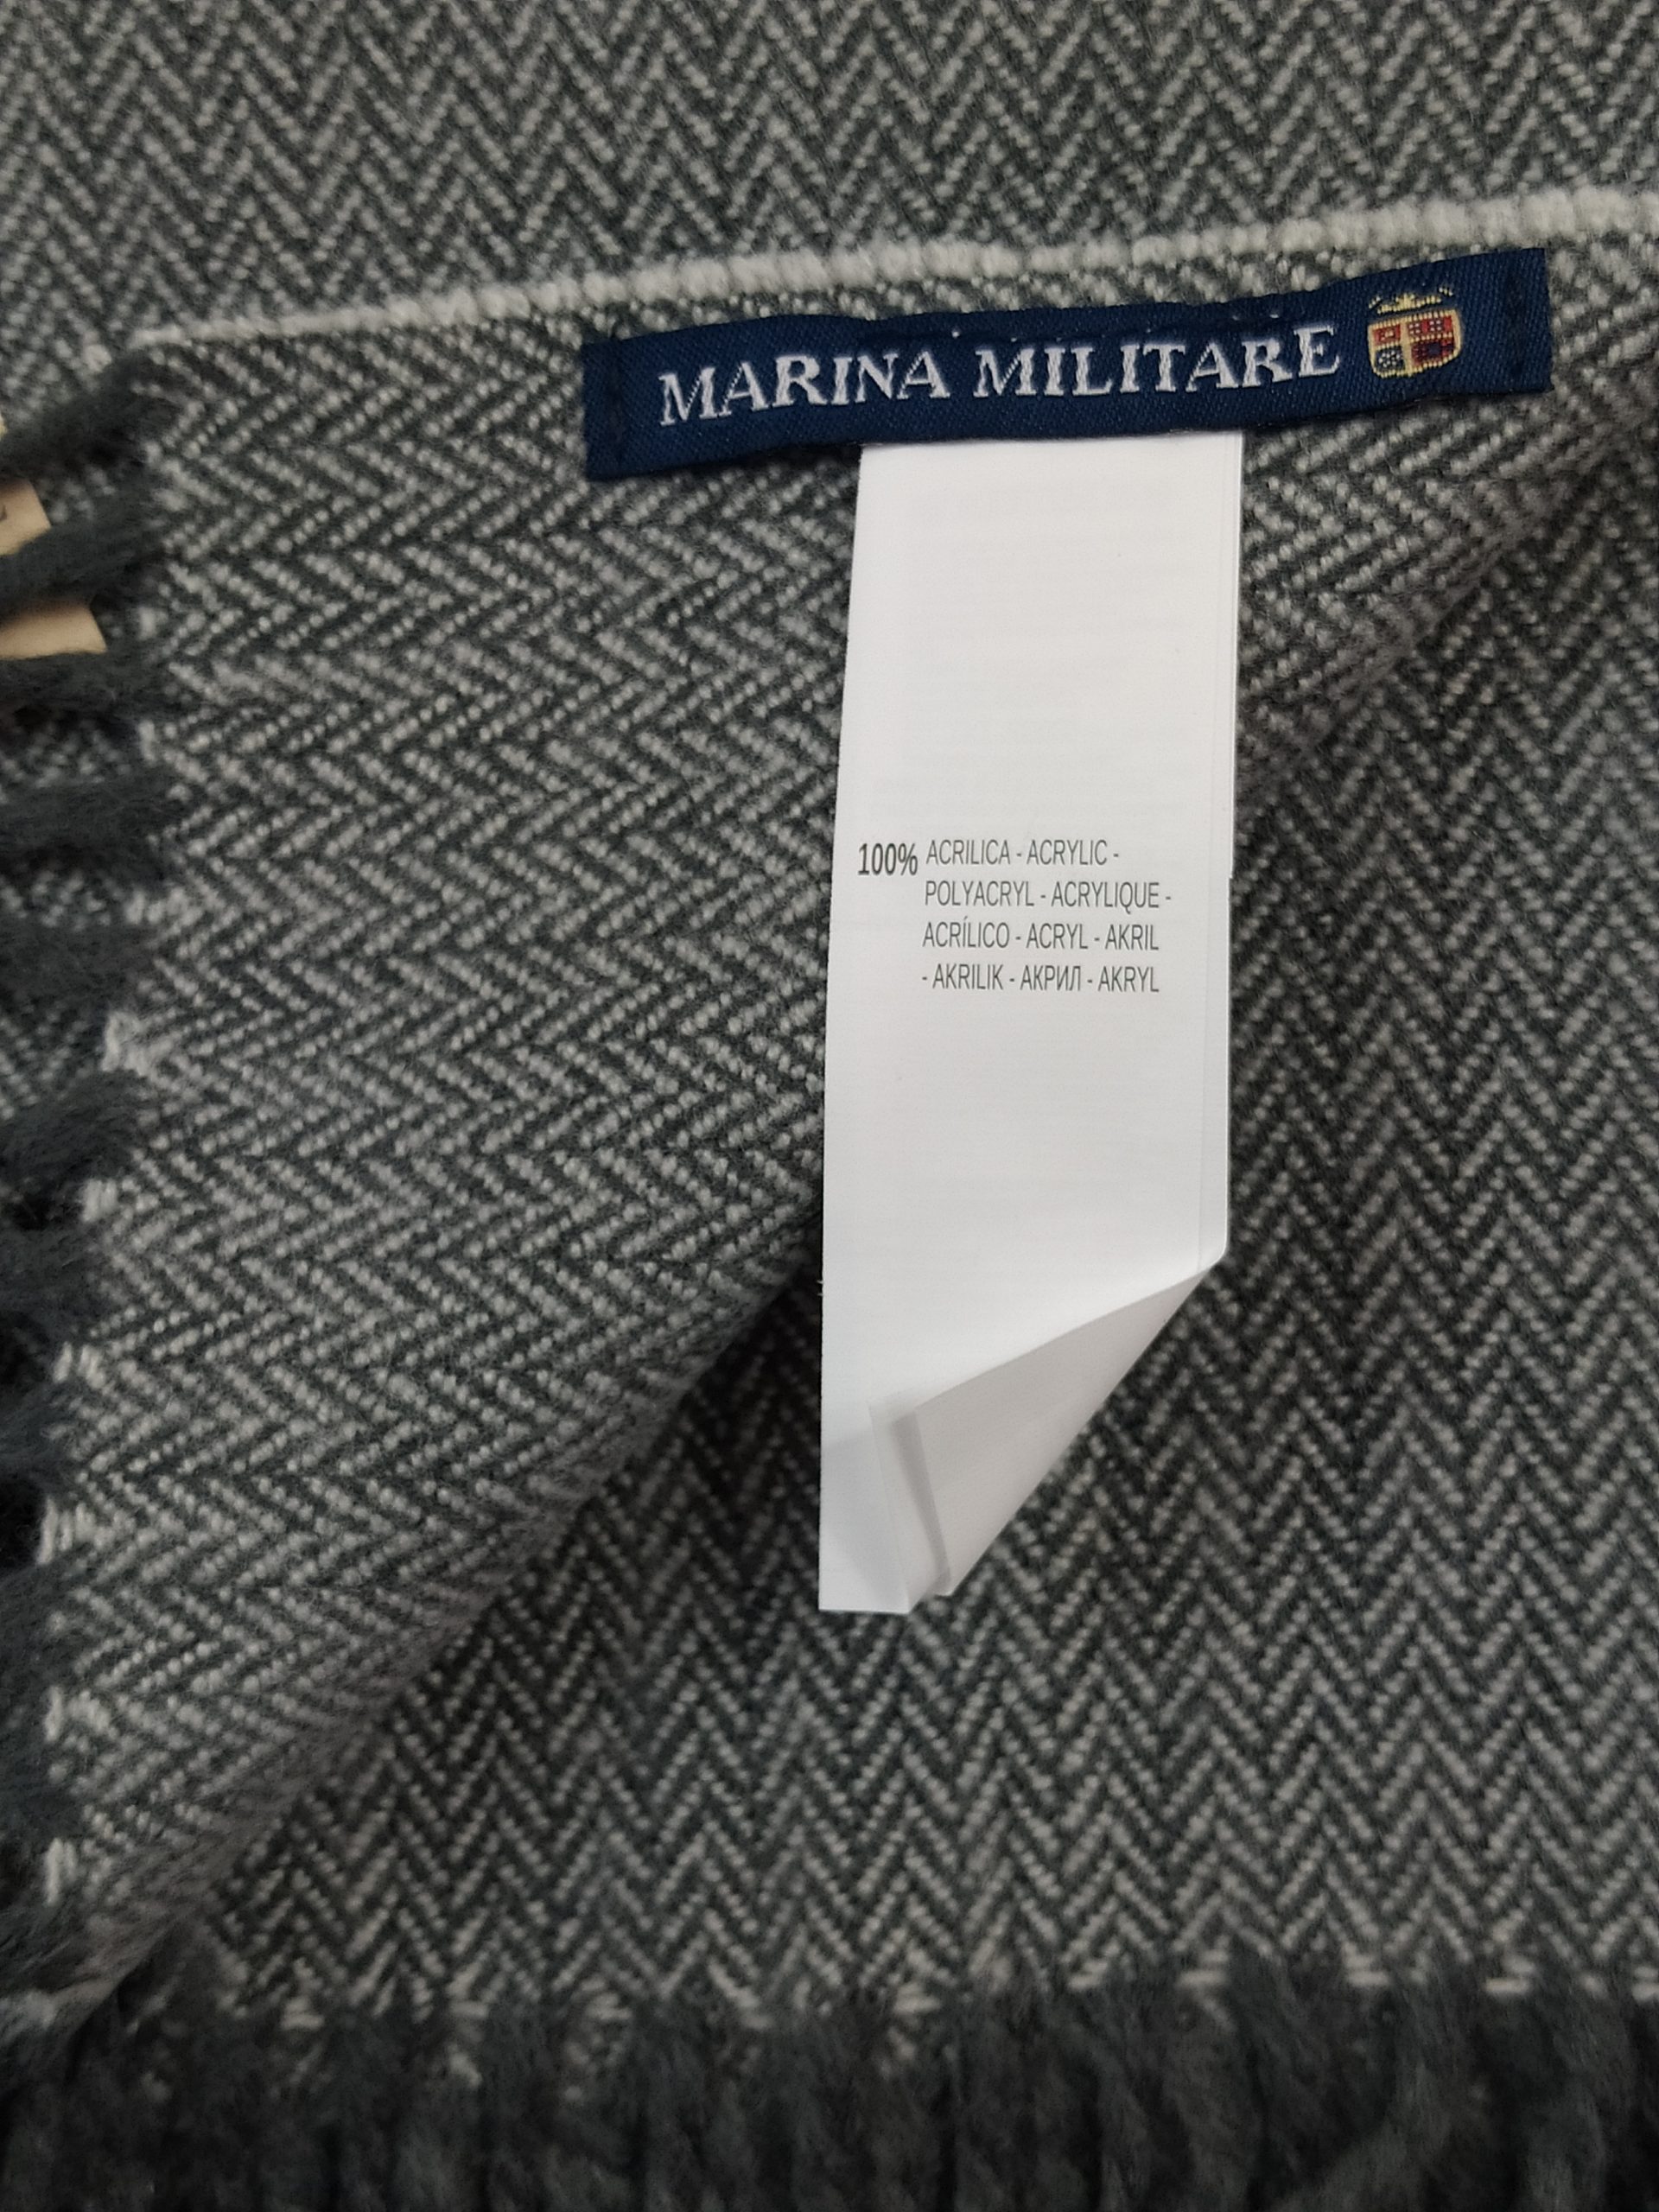 MARINA MILITARE
100% ACRILICA - ACRYLIC -
POLYACRYL - ACRYLIQUE -
ACRÍLICO - ACRYL - AKRIL
- AKRILIK - АКРИЛ - AKRYL